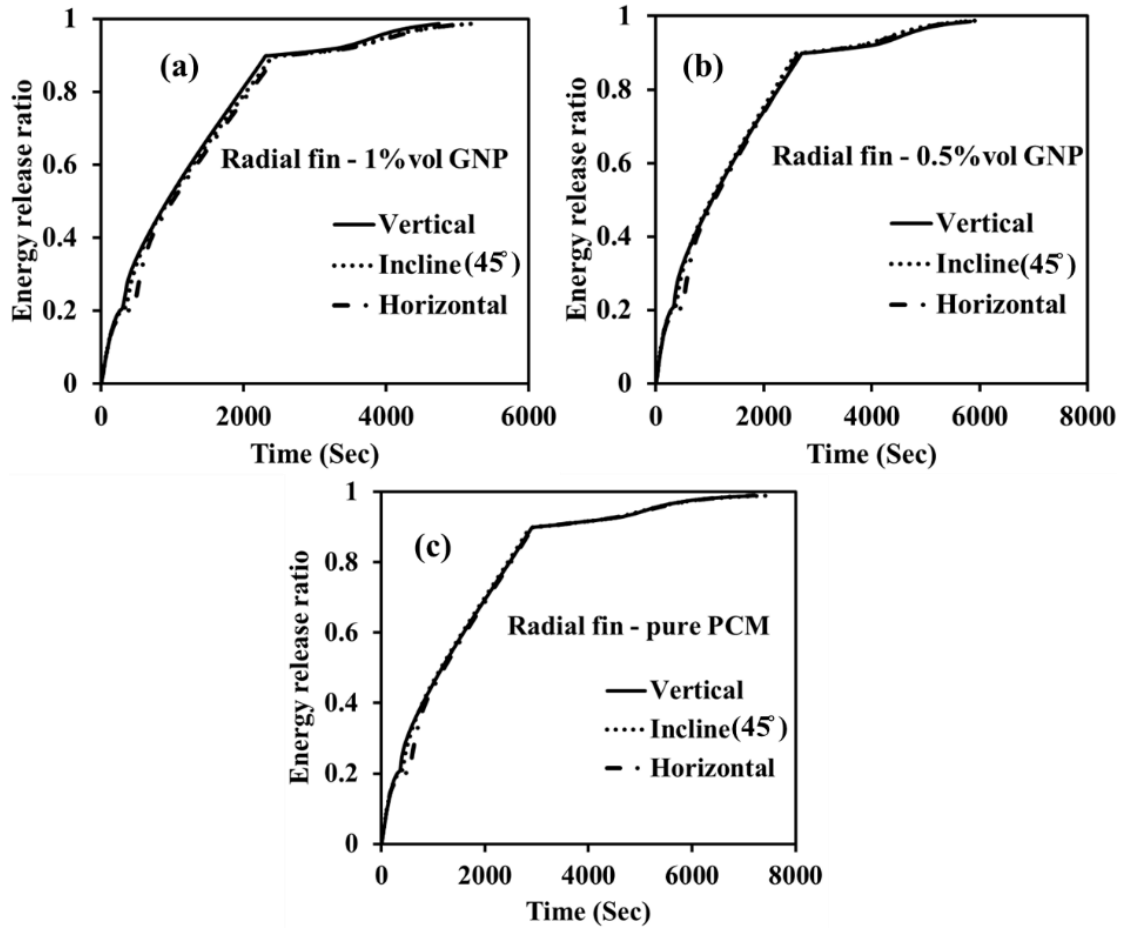 1
0.8
0.6
0.4
0.2
0
Energy release ratio
(a)
Radial fin - 1%vol GNP
Vertical
Incline(45°)
Horizontal
0 2000 4000 6000
Time (Sec)
1
0.8
0.6
0.4
0.2
0
Energy release ratio
(b)
Radial fin - 0.5%vol GNP
Vertical
Incline(45°)
Horizontal
0 2000 4000 6000 8000
Time (Sec)
1
0.8
0.6
0.4
0.2
0
Energy release ratio
(c)
Radial fin - pure PCM
Vertical
Incline(45°)
Horizontal
0 2000 4000 6000 8000
Time (Sec)